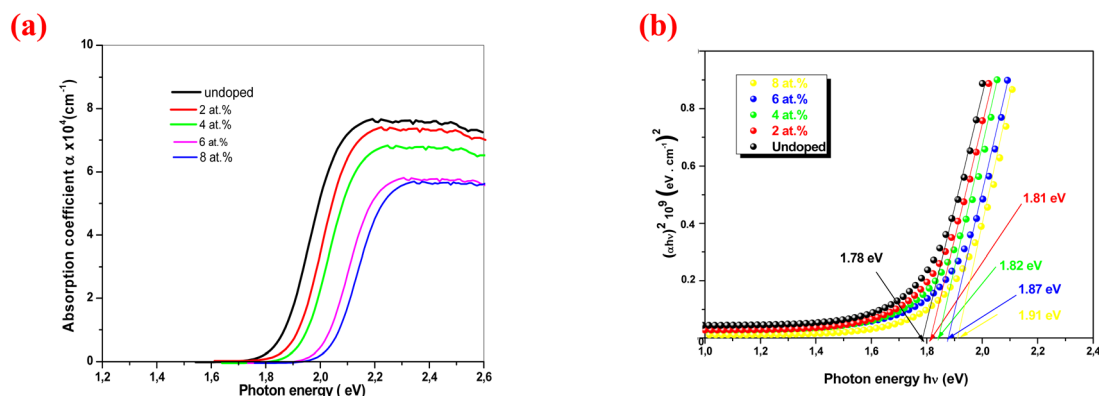 (a)
Absorption coefficient α x10⁴(cm⁻¹)
10
8
6
4
2
0
undoped
2 at.%
4 at.%
6 at.%
8 at.%
1,2 1,4 1,6 1,8 2,0 2,2 2,4 2,6
Photon energy ( eV)
(b)
(αhν)² 10⁹ (eV . cm⁻¹)²
0.8
0.6
0.4
0.2
0
8 at.%
6 at.%
4 at.%
2 at.%
Undoped
1.81 eV
1.78 eV
1.82 eV
1.87 eV
1.91 eV
1,0 1,2 1,4 1,6 1,8 2,0 2,2 2,4
Photon energy hν (eV)